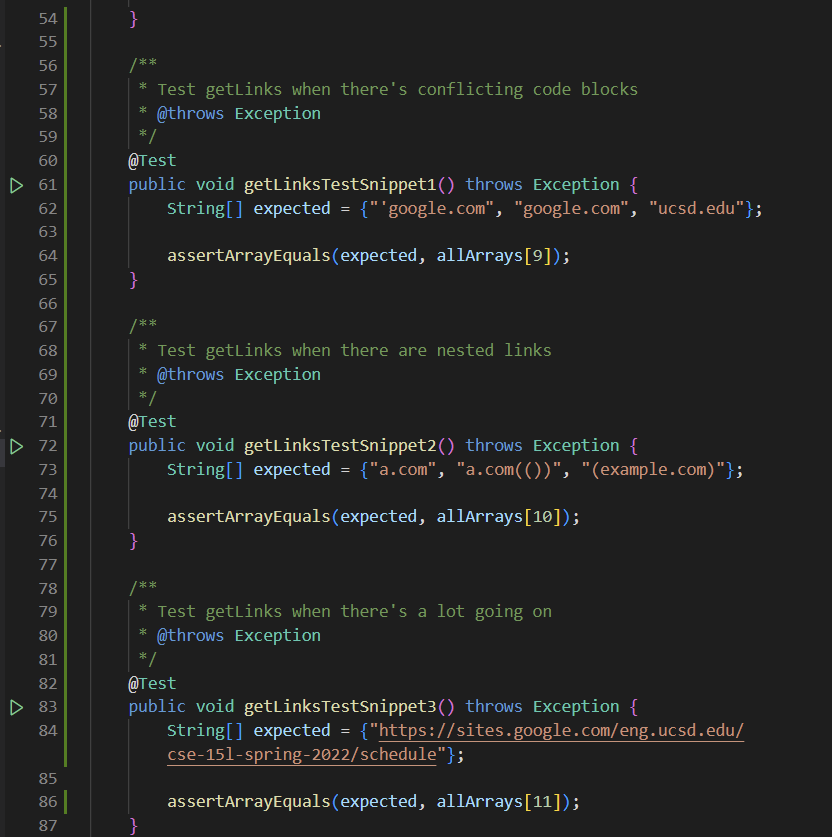 54 }
55
56 /**
57 * Test getLinks when there's conflicting code blocks
58 * @throws Exception
59 */
60 @Test
61 public void getLinksTestSnippet1() throws Exception {
62 String[] expected = {"'google.com", "google.com", "ucsd.edu"};
63
64 assertArrayEquals(expected, allArrays[9]);
65 }
66
67 /**
68 * Test getLinks when there are nested links
69 * @throws Exception
70 */
71 @Test
72 public void getLinksTestSnippet2() throws Exception {
73 String[] expected = {"a.com", "a.com(())", "(example.com)"};
74
75 assertArrayEquals(expected, allArrays[10]);
76 }
77
78 /**
79 * Test getLinks when there's a lot going on
80 * @throws Exception
81 */
82 @Test
83 public void getLinksTestSnippet3() throws Exception {
84 String[] expected = {"https://sites.google.com/eng.ucsd.edu/
cse-15l-spring-2022/schedule"};
85
86 assertArrayEquals(expected, allArrays[11]);
87 }